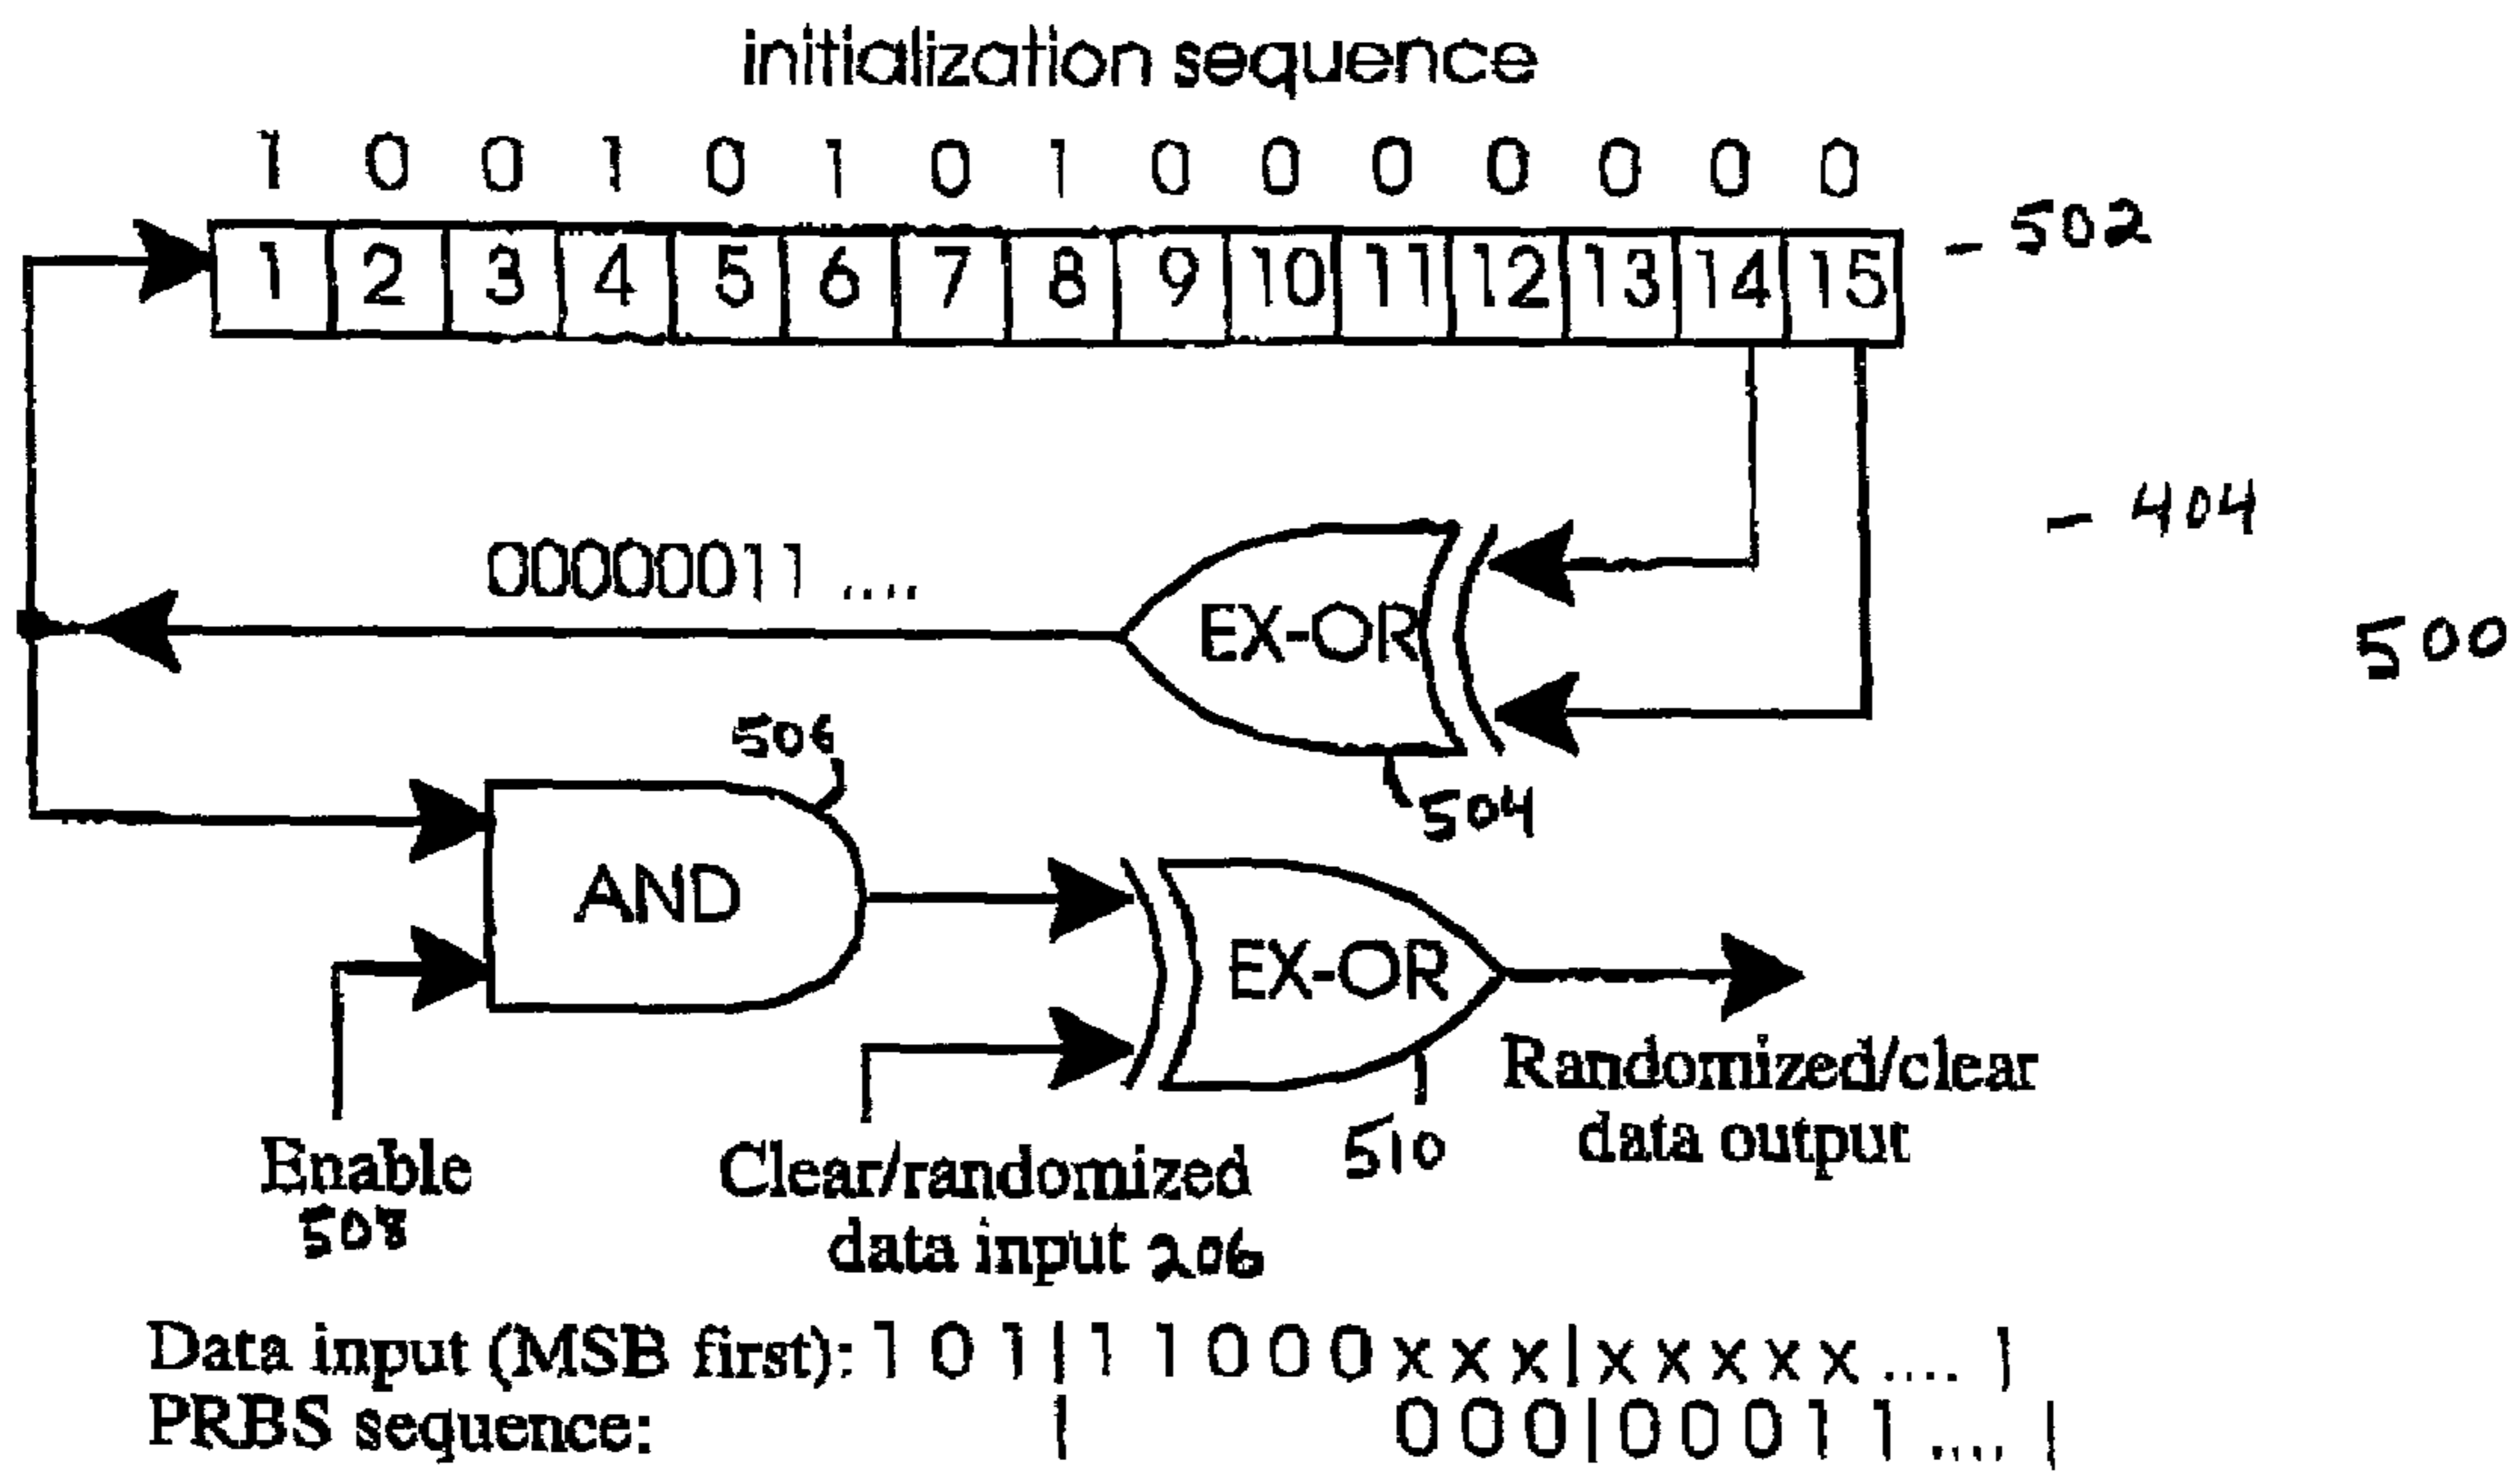 initialization sequence
1 0 0 1 0 1 0 1 0 0 0 0 0 0 0
1 2 3 4 5 6 7 8 9 10 11 12 13 14 15
- 502
- 404
00000011 ....
EX-OR
500
506
504
AND
EX-OR
Randomized/clear
data output
510
Enable
508
Clear/randomized
data input 206
Data input (MSB first): 1 0 1 | 1 1 0 0 0 x x x | x x x x x .... |
PRBS sequence: | 0 0 0 | 0 0 0 1 1 .... |